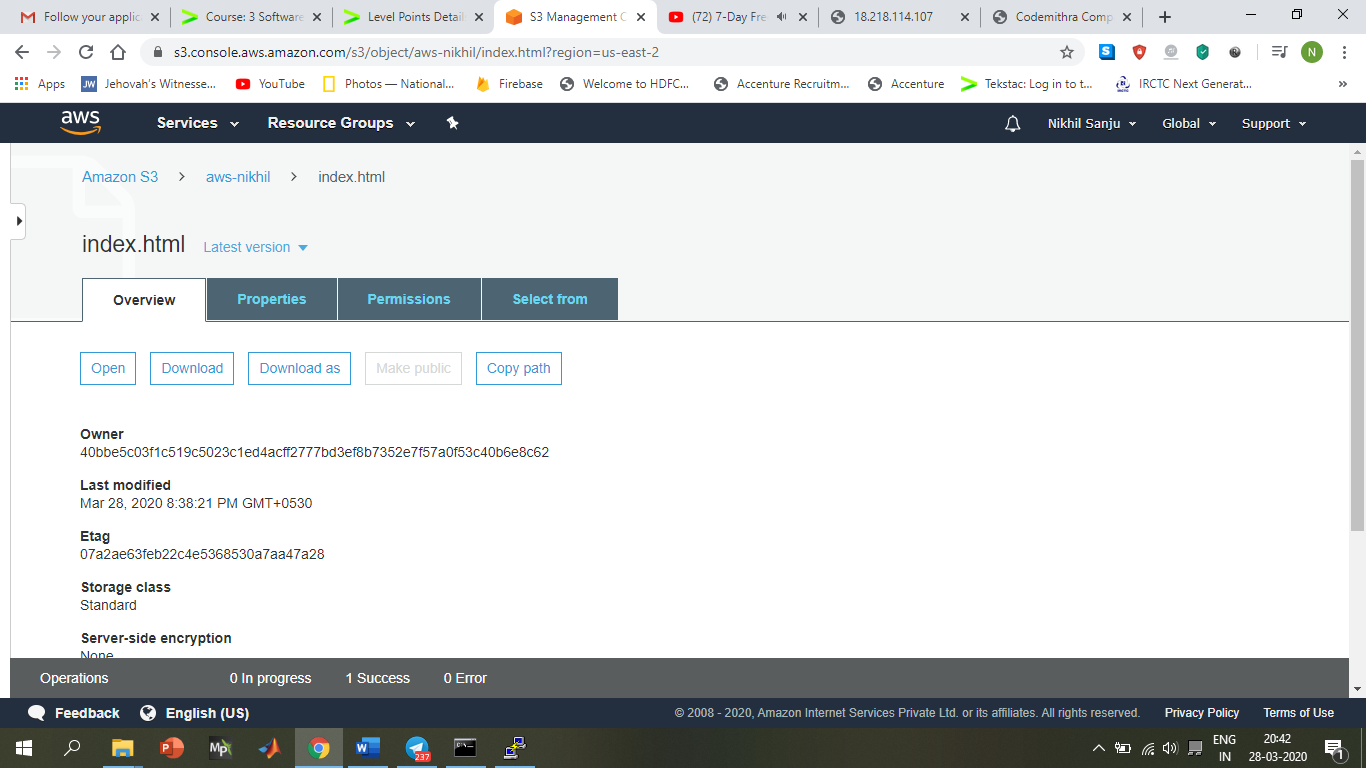 Follow your applic
Course: 3 Software
Level Points Detail
S3 Management C
(72) 7-Day Fre
18.218.114.107
Codemithra Comp
s3.console.aws.amazon.com/s3/object/aws-nikhil/index.html?region=us-east-2
N
Apps
JW Jehovah's Witnesse...
YouTube
Photos — National...
Firebase
Welcome to HDFC...
Accenture Recruitm...
Accenture
Tekstac: Log in to t...
IRCTC Next Generat...
»
aws
Services
Resource Groups
Nikhil Sanju
Global
Support
Amazon S3
aws-nikhil
index.html
index.html
Latest version
Overview
Properties
Permissions
Select from
Open
Download
Download as
Make public
Copy path
Owner
40bbe5c03f1c519c5023c1ed4acff2777bd3ef8b7352e7f57a0f53c40b6e8c62
Last modified
Mar 28, 2020 8:38:21 PM GMT+0530
Etag
07a2ae63feb22c4e5368530a7aa47a28
Storage class
Standard
Server-side encryption
None
Operations
0 In progress
1 Success
0 Error
Feedback
English (US)
© 2008 - 2020, Amazon Internet Services Private Ltd. or its affiliates. All rights reserved.
Privacy Policy
Terms of Use
Mp
237
ENG
IN
20:42
28-03-2020
1